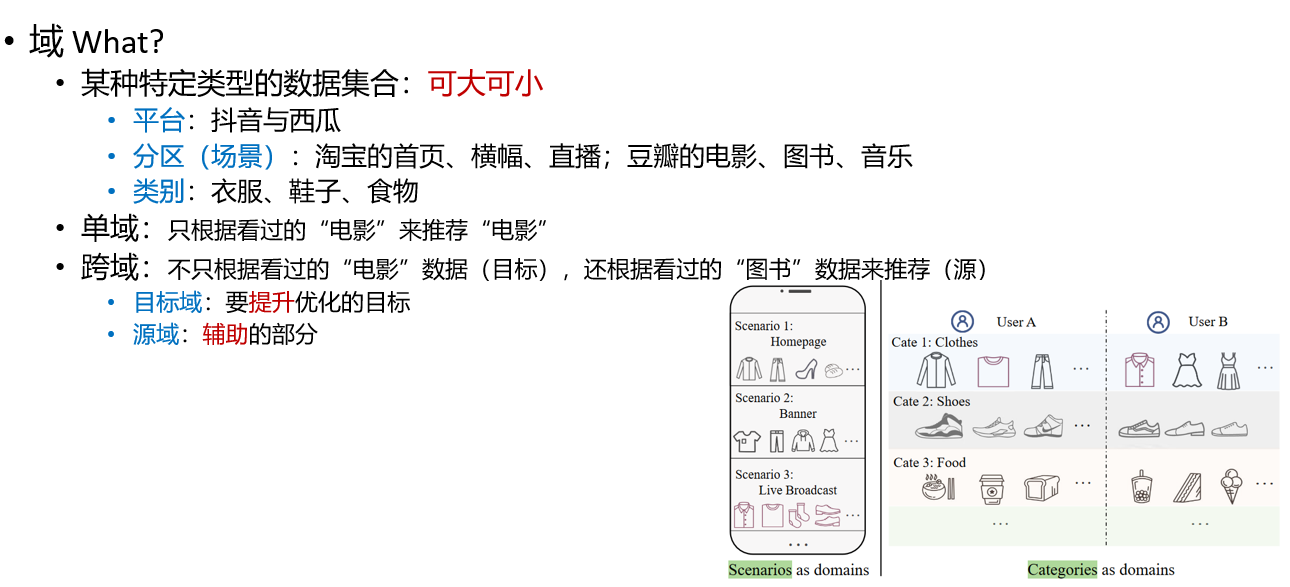 • 域 What?
• 某种特定类型的数据集合：可大可小
• 平台：抖音与西瓜
• 分区（场景）：淘宝的首页、横幅、直播；豆瓣的电影、图书、音乐
• 类别：衣服、鞋子、食物
• 单域：只根据看过的“电影”来推荐“电影”
• 跨域：不只根据看过的“电影”数据（目标），还根据看过的“图书”数据来推荐（源）
• 目标域：要提升优化的目标
• 源域：辅助的部分
Scenario 1:
Homepage
...
Scenario 2:
Banner
...
Scenario 3:
Live Broadcast
...
...
Scenarios as domains
User A User B
Cate 1: Clothes
... ...
Cate 2: Shoes
...
Cate 3: Food
... ...
... ...
Categories as domains